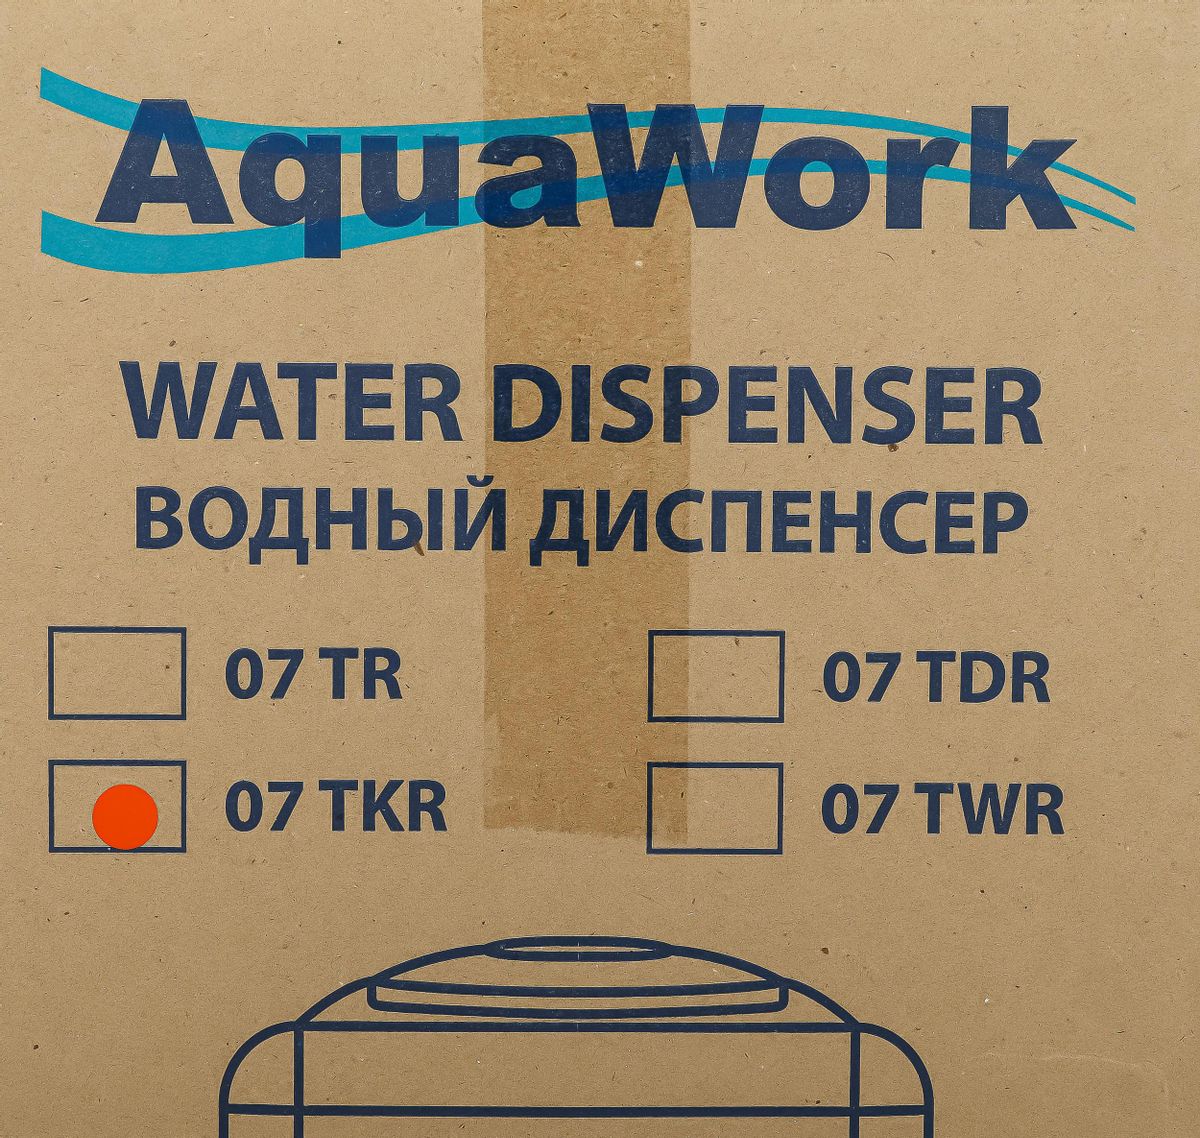 AquaWork
WATER DISPENSER
ВОДНЫЙ ДИСПЕНСЕР
07 TR 07 TDR
07 TKR 07 TWR